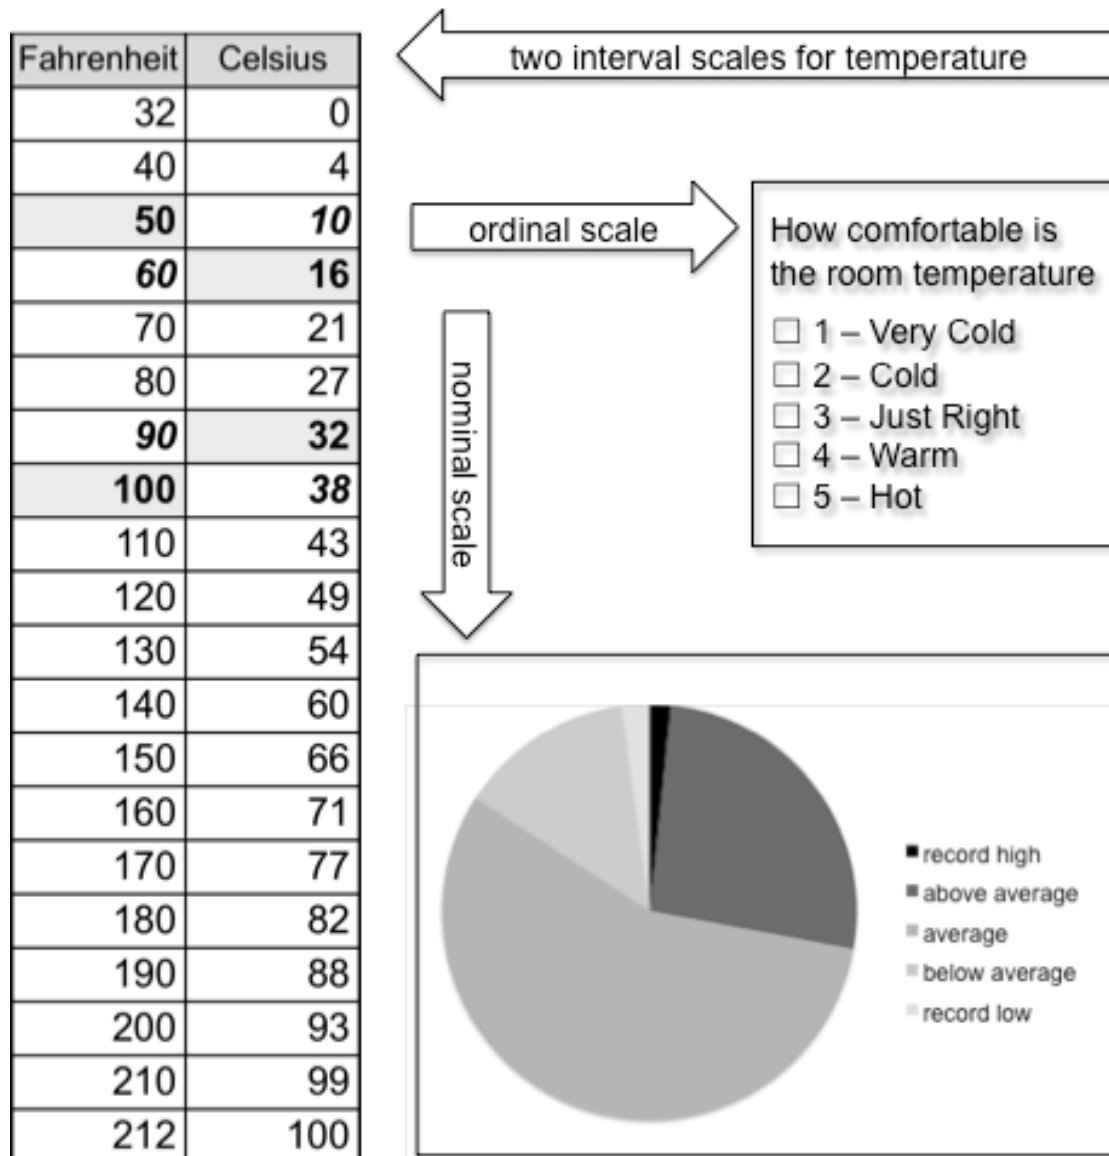 Fahrenheit Celsius
32 0
40 4
50 10
60 16
70 21
80 27
90 32
100 38
110 43
120 49
130 54
140 60
150 66
160 71
170 77
180 82
190 88
200 93
210 99
212 100
two interval scales for temperature
ordinal scale
How comfortable is
the room temperature
1 – Very Cold
2 – Cold
3 – Just Right
4 – Warm
5 – Hot
nominal scale
record high
above average
average
below average
record low